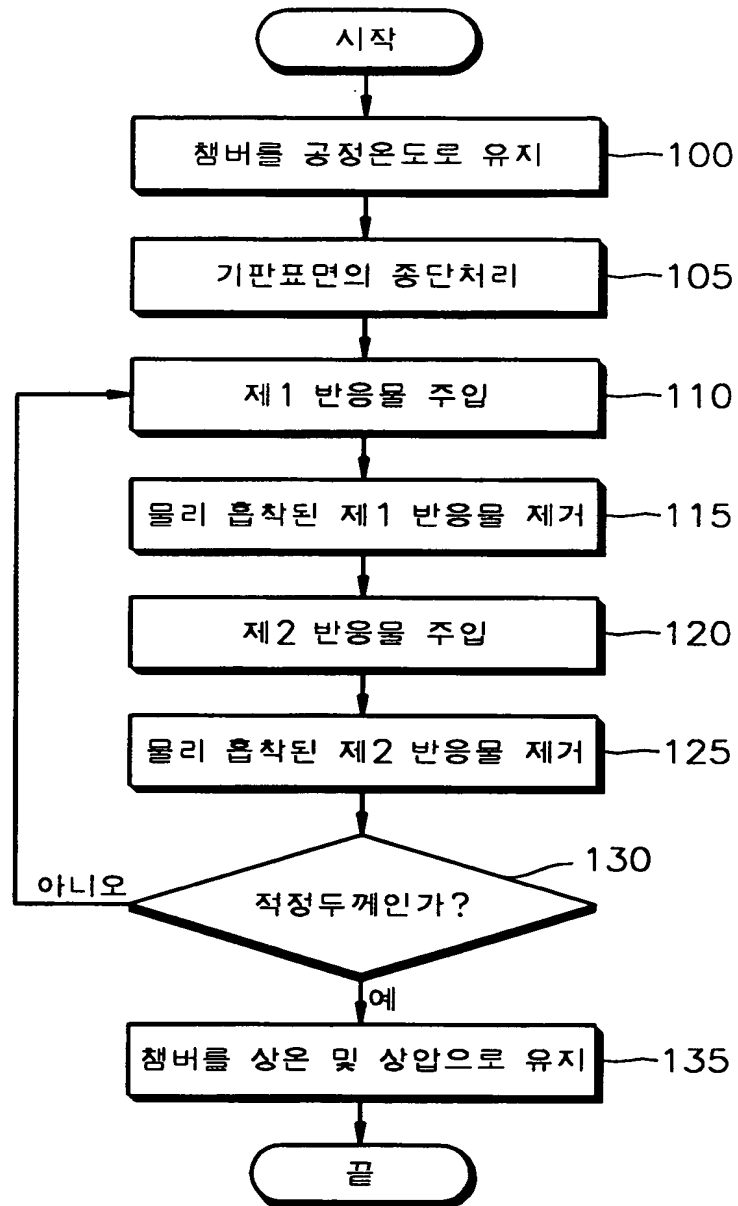 시작
챔버를 공정온도로 유지 100
기판표면의 종단처리 105
제1 반응물 주입 110
물리 흡착된 제1 반응물 제거 115
제2 반응물 주입 120
물리 흡착된 제2 반응물 제거 125
130
아니오
적정두께인가?
예
챔버를 상온 및 상압으로 유지 135
끝